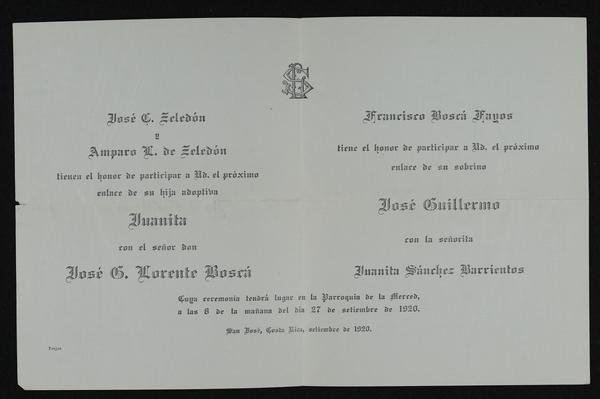 José C. Zeledón
y
Amparo L. de Zeledón
tienen el honor de participar a Ud. el próximo
enlace de su hija adoptiva
Juanita
con el señor don
José G. Lorente Boscá
Francisco Boscá Fayos
tiene el honor de participar a Ud. el próximo
enlace de su sobrino
José Guillermo
con la señorita
Juanita Sánchez Barrientos
Cuya ceremonia tendrá lugar en la Parroquia de la Merced,
a las 8 de la mañana del día 27 de setiembre de 1920.
San José, Costa Rica, setiembre de 1920.